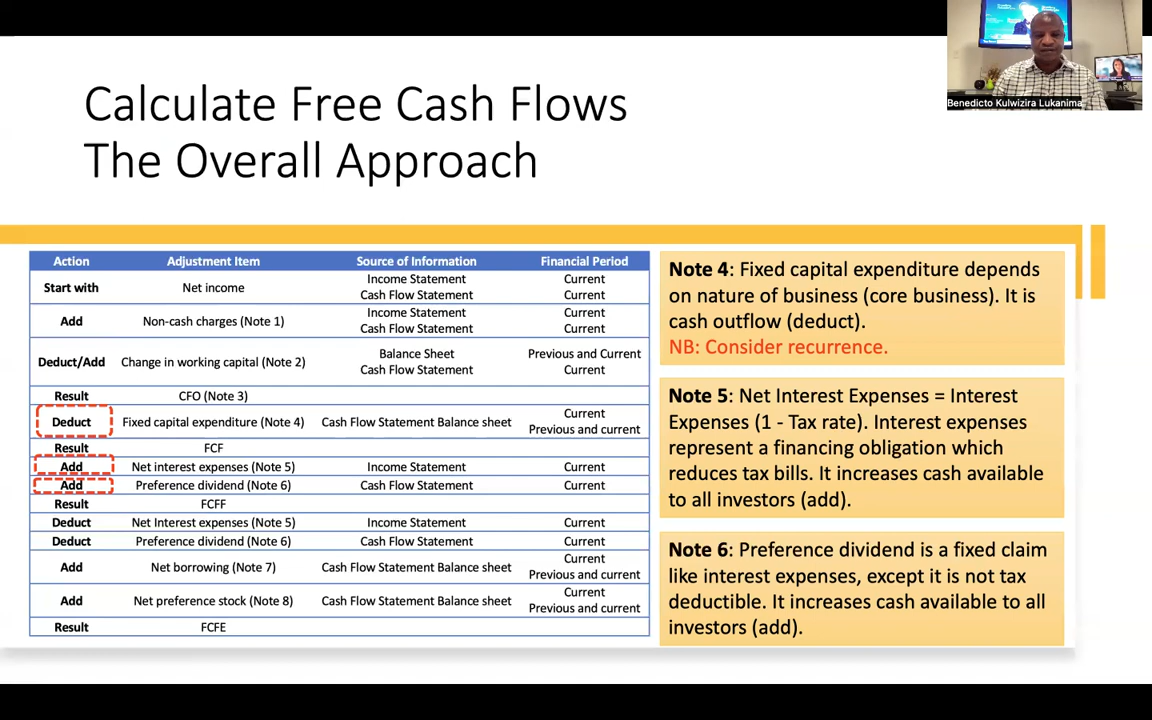 Benedicto Kulwizira Lukanima
Calculate Free Cash Flows
The Overall Approach
Action Adjustment Item Source of Information Financial Period
Start with Net income Income Statement Current
Cash Flow Statement Current
Add Non-cash charges (Note 1) Income Statement Current
Cash Flow Statement Current
Deduct/Add Change in working capital (Note 2) Balance Sheet Previous and Current
Cash Flow Statement Current
Result CFO (Note 3)
Deduct Fixed capital expenditure (Note 4) Cash Flow Statement Balance sheet Current
Previous and current
Result FCF
Add Net interest expenses (Note 5) Income Statement Current
Add Preference dividend (Note 6) Cash Flow Statement Current
Result FCFF
Deduct Net Interest expenses (Note 5) Income Statement Current
Deduct Preference dividend (Note 6) Cash Flow Statement Current
Add Net borrowing (Note 7) Cash Flow Statement Balance sheet Current
Previous and current
Add Net preference stock (Note 8) Cash Flow Statement Balance sheet Current
Previous and current
Result FCFE
Note 4: Fixed capital expenditure depends
on nature of business (core business). It is
cash outflow (deduct).
NB: Consider recurrence.
Note 5: Net Interest Expenses = Interest
Expenses (1 - Tax rate). Interest expenses
represent a financing obligation which
reduces tax bills. It increases cash available
to all investors (add).
Note 6: Preference dividend is a fixed claim
like interest expenses, except it is not tax
deductible. It increases cash available to all
investors (add).